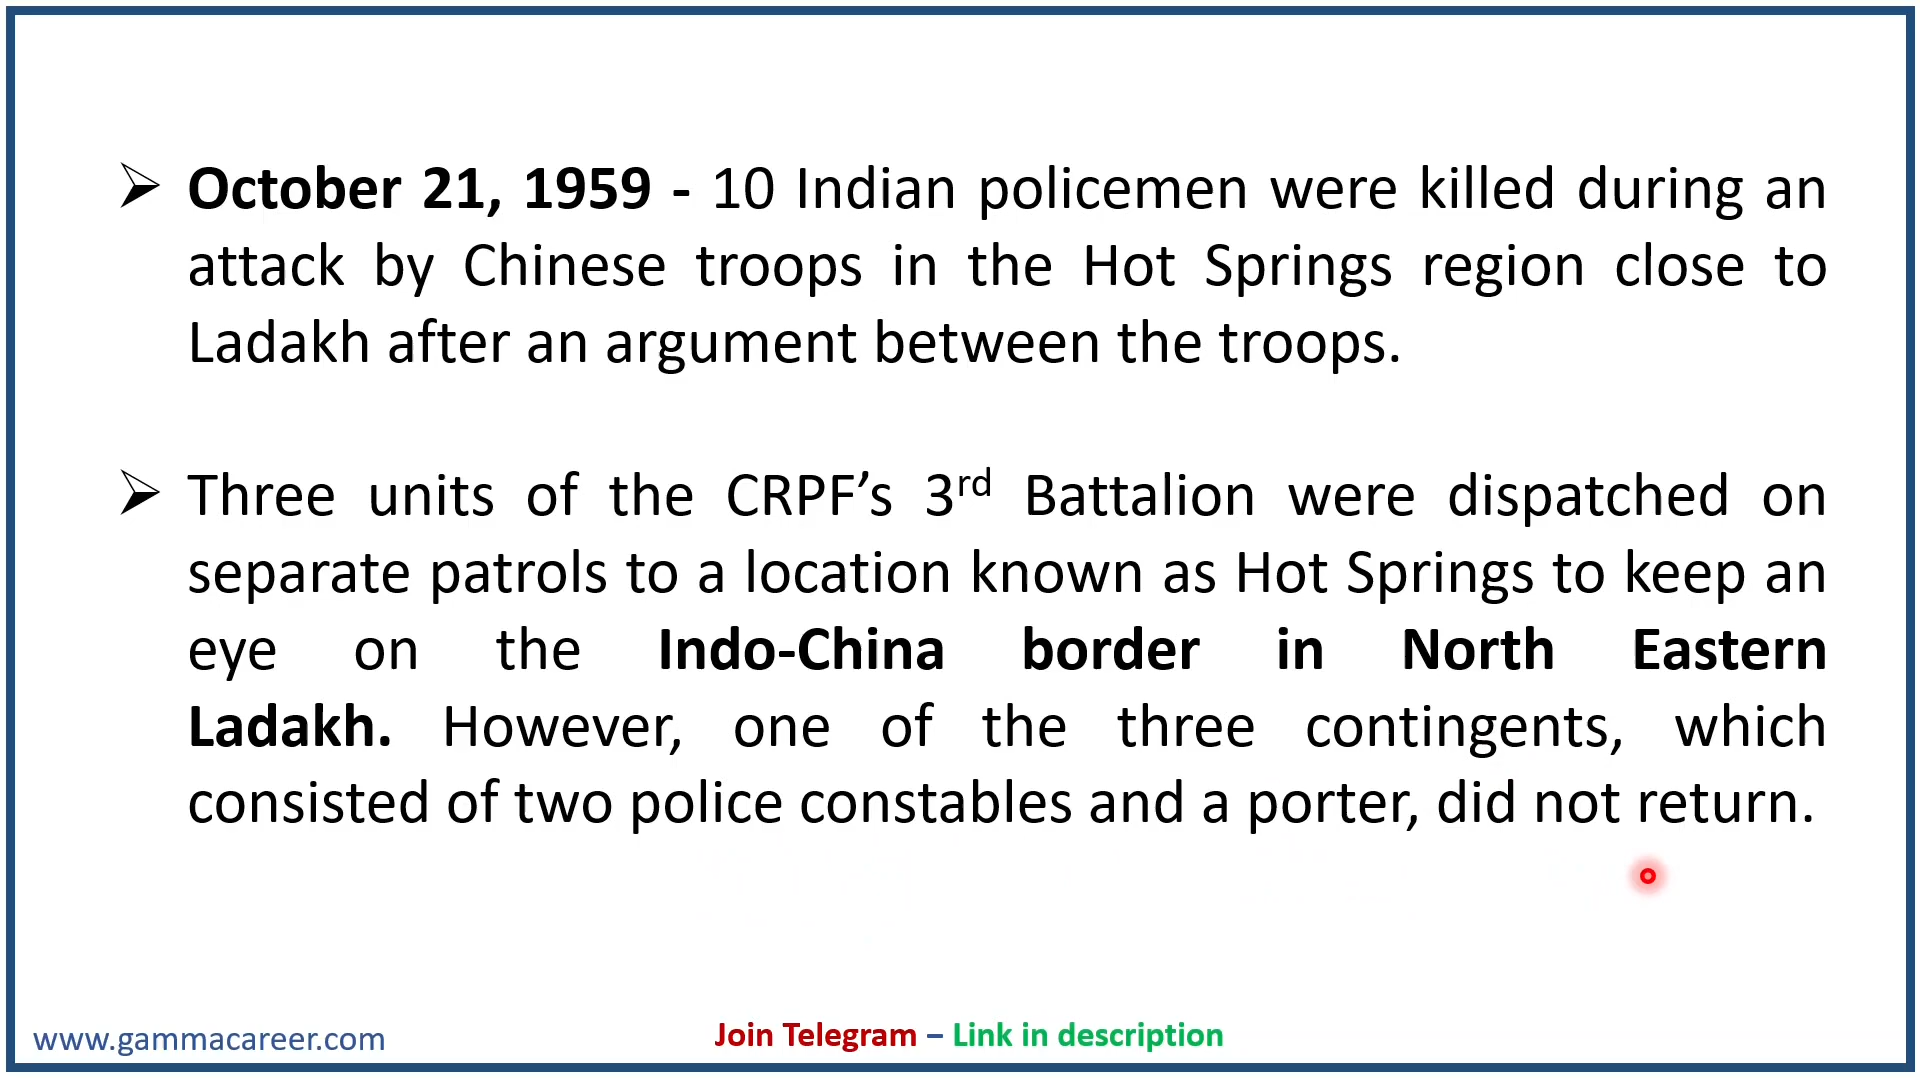 ➢ October 21, 1959 - 10 Indian policemen were killed during an
attack by Chinese troops in the Hot Springs region close to
Ladakh after an argument between the troops.
➢ Three units of the CRPF’s 3rd Battalion were dispatched on
separate patrols to a location known as Hot Springs to keep an
eye on the Indo-China border in North Eastern
Ladakh. However, one of the three contingents, which
consisted of two police constables and a porter, did not return.
www.gammacareer.com
Join Telegram – Link in description